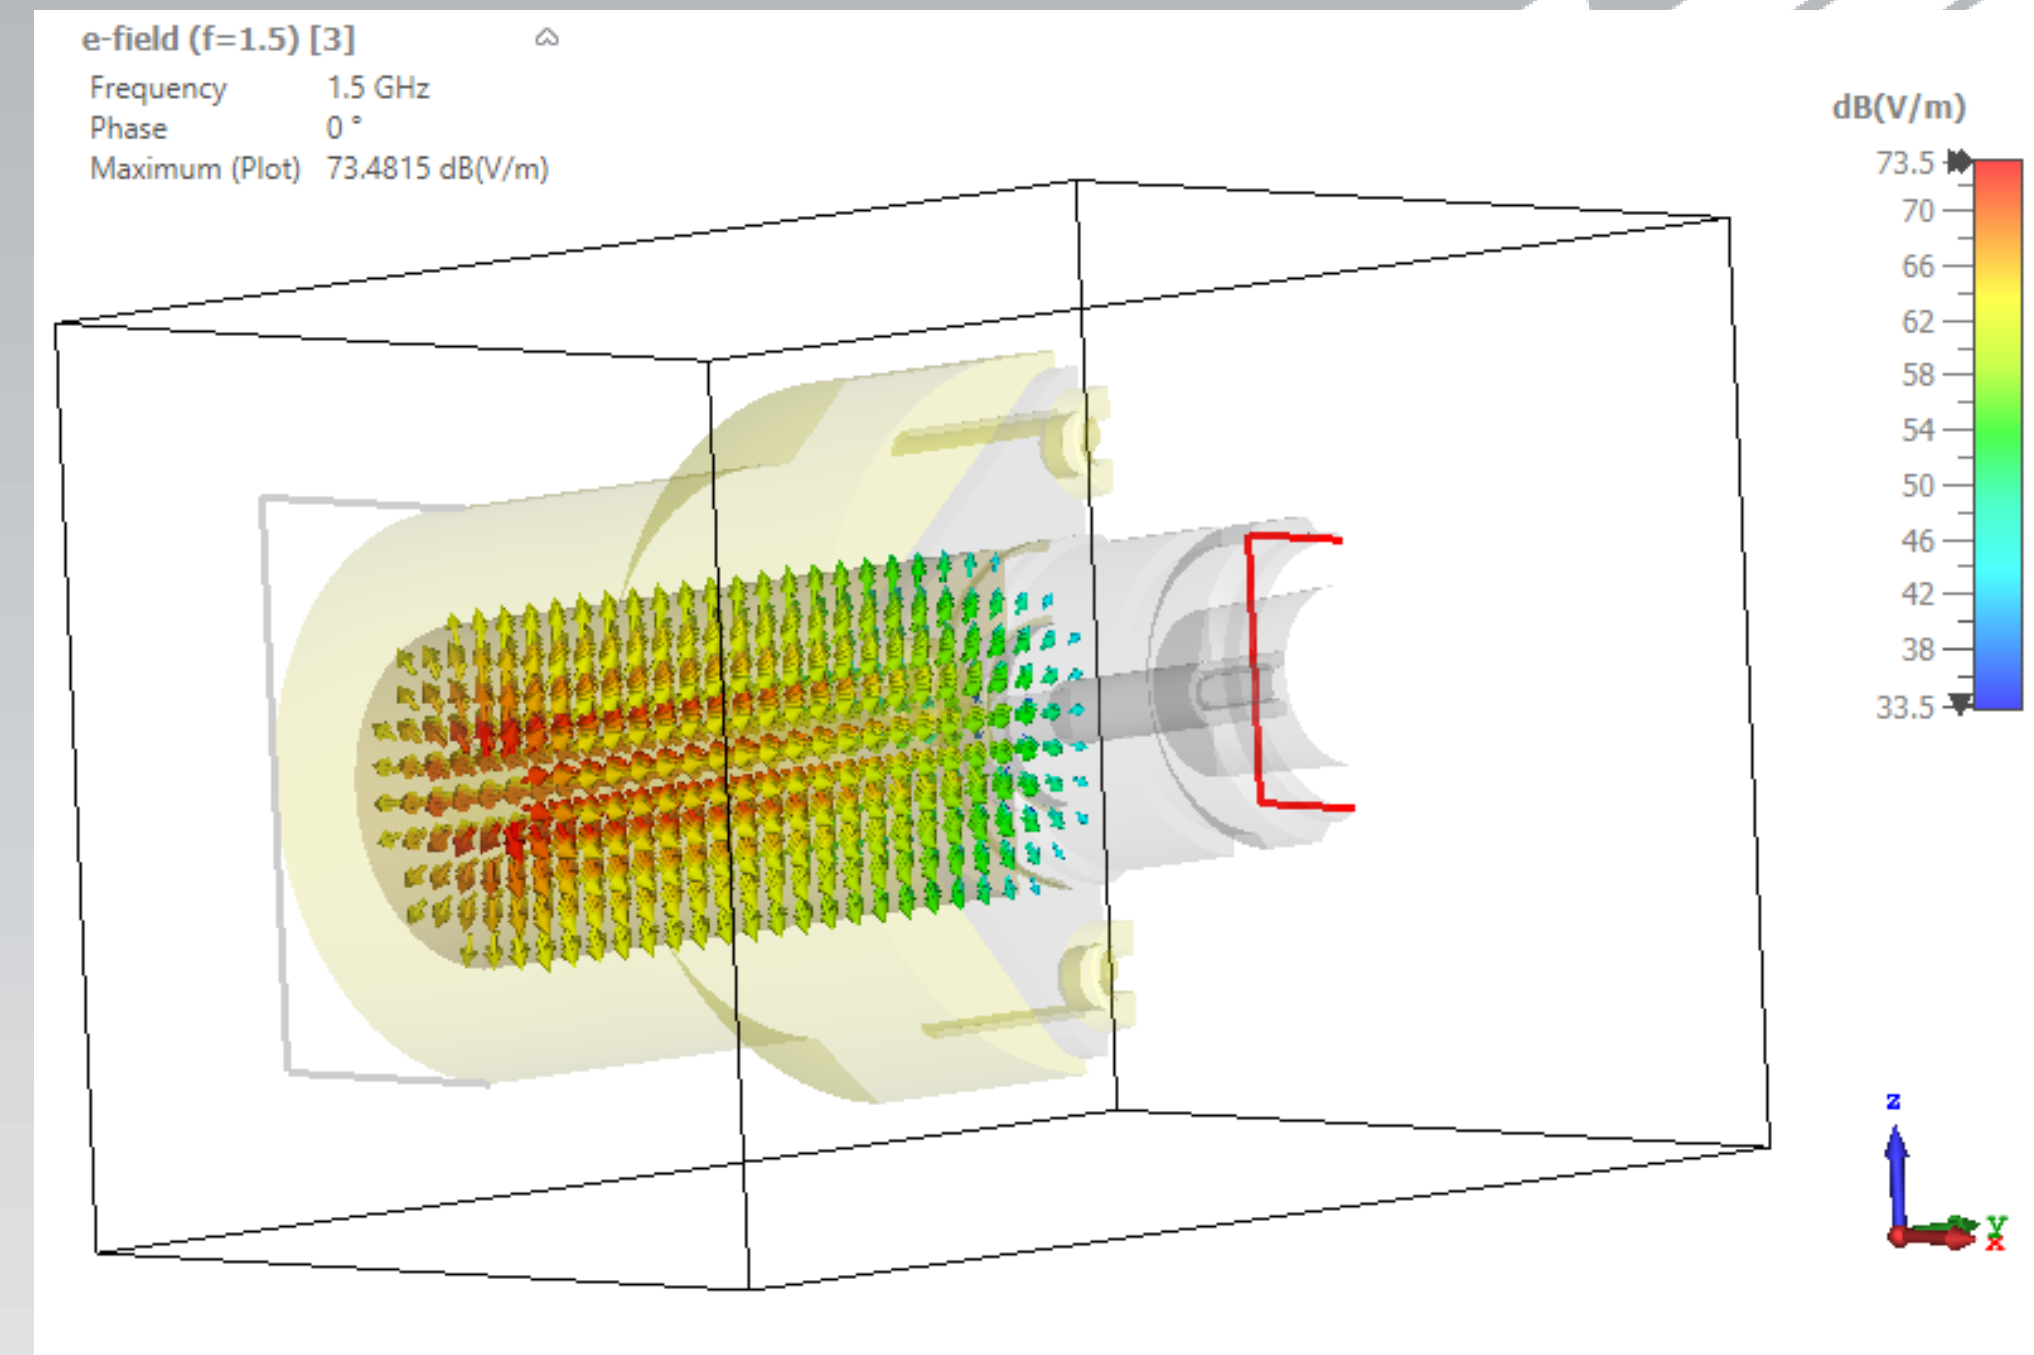 e-field (f=1.5) [3]
Frequency 1.5 GHz
Phase 0 °
Maximum (Plot) 73.4815 dB(V/m)
dB(V/m)
73.5
70
66
62
58
54
50
46
42
38
33.5
z
y
x